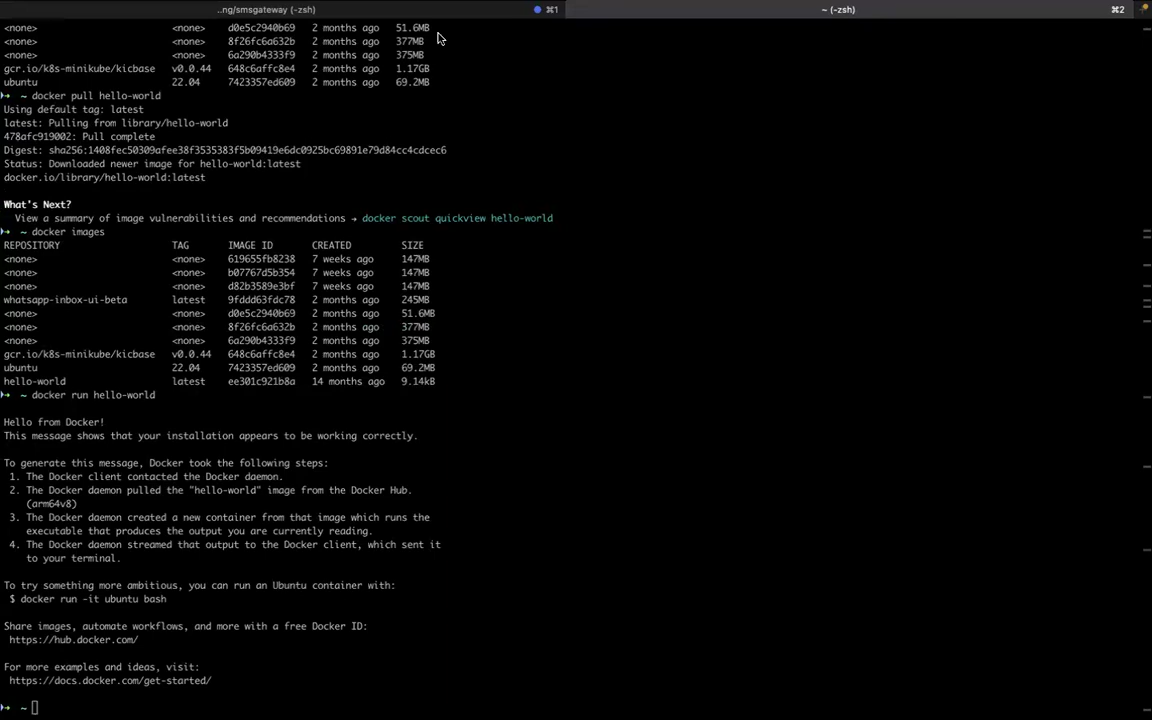 ..ng/smsgateway (-zsh) ⌘1 ~ (-zsh) ⌘2
<none> <none> d0e5c2940b69 2 months ago 51.6MB
<none> <none> 8f26fc6a632b 2 months ago 377MB
<none> <none> 6a290b4333f9 2 months ago 375MB
gcr.io/k8s-minikube/kicbase v0.0.44 648c6affc8e4 2 months ago 1.17GB
ubuntu 22.04 7423357ed609 2 months ago 69.2MB
→ ~ docker pull hello-world
Using default tag: latest
latest: Pulling from library/hello-world
478afc919002: Pull complete
Digest: sha256:1408fec50309afee38f3535383f5b09419e6dc0925bc69891e79d84cc4cdcec6
Status: Downloaded newer image for hello-world:latest
docker.io/library/hello-world:latest
What's Next?
View a summary of image vulnerabilities and recommendations → docker scout quickview hello-world
→ ~ docker images
REPOSITORY TAG IMAGE ID CREATED SIZE
<none> <none> 619655fb8238 7 weeks ago 147MB
<none> <none> b07767d5b354 7 weeks ago 147MB
<none> <none> d82b3589e3bf 7 weeks ago 147MB
whatsapp-inbox-ui-beta latest 9fddd63fdc78 2 months ago 245MB
<none> <none> d0e5c2940b69 2 months ago 51.6MB
<none> <none> 8f26fc6a632b 2 months ago 377MB
<none> <none> 6a290b4333f9 2 months ago 375MB
gcr.io/k8s-minikube/kicbase v0.0.44 648c6affc8e4 2 months ago 1.17GB
ubuntu 22.04 7423357ed609 2 months ago 69.2MB
hello-world latest ee301c921b8a 14 months ago 9.14kB
→ ~ docker run hello-world
Hello from Docker!
This message shows that your installation appears to be working correctly.
To generate this message, Docker took the following steps:
1. The Docker client contacted the Docker daemon.
2. The Docker daemon pulled the "hello-world" image from the Docker Hub.
(arm64v8)
3. The Docker daemon created a new container from that image which runs the
executable that produces the output you are currently reading.
4. The Docker daemon streamed that output to the Docker client, which sent it
to your terminal.
To try something more ambitious, you can run an Ubuntu container with:
$ docker run -it ubuntu bash
Share images, automate workflows, and more with a free Docker ID:
https://hub.docker.com/
For more examples and ideas, visit:
https://docs.docker.com/get-started/
→ ~